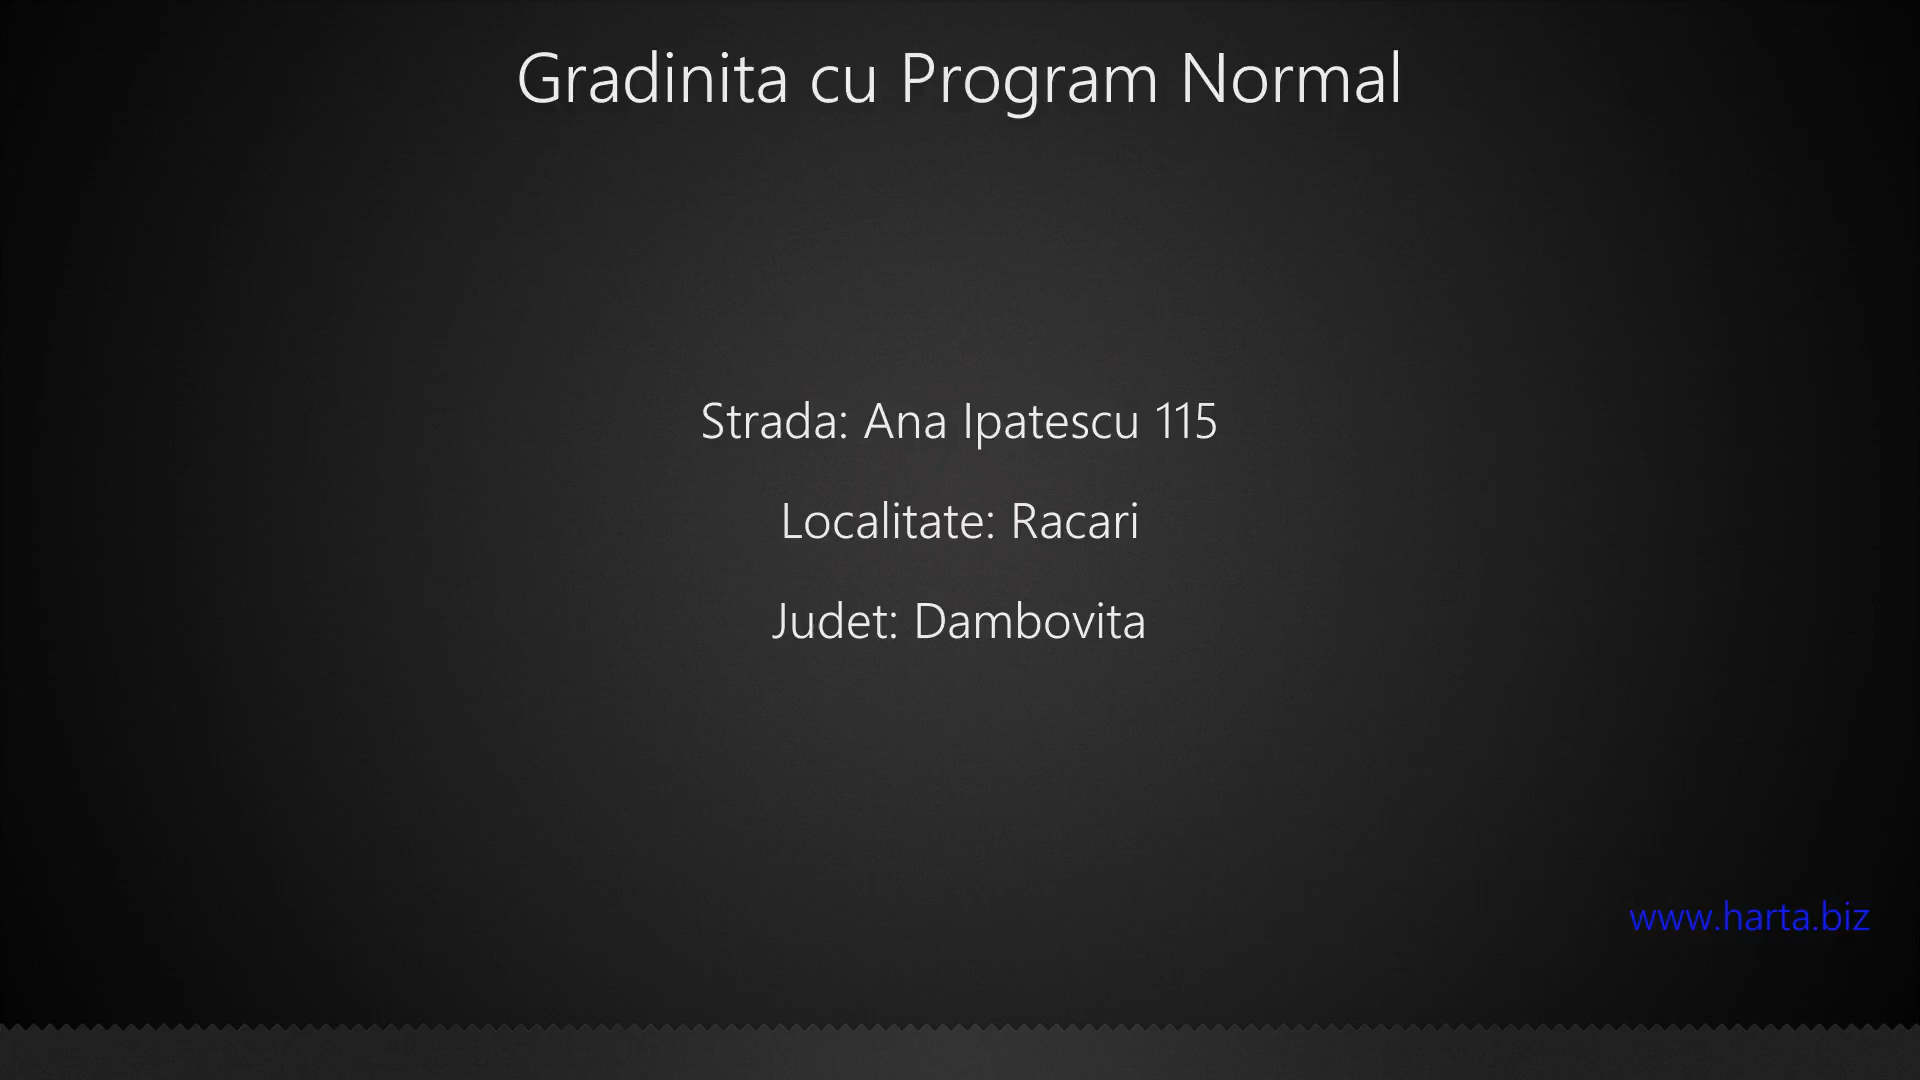 Gradinita cu Program Normal
Strada: Ana Ipatescu 115
Localitate: Racari
Judet: Dambovita
www.harta.biz